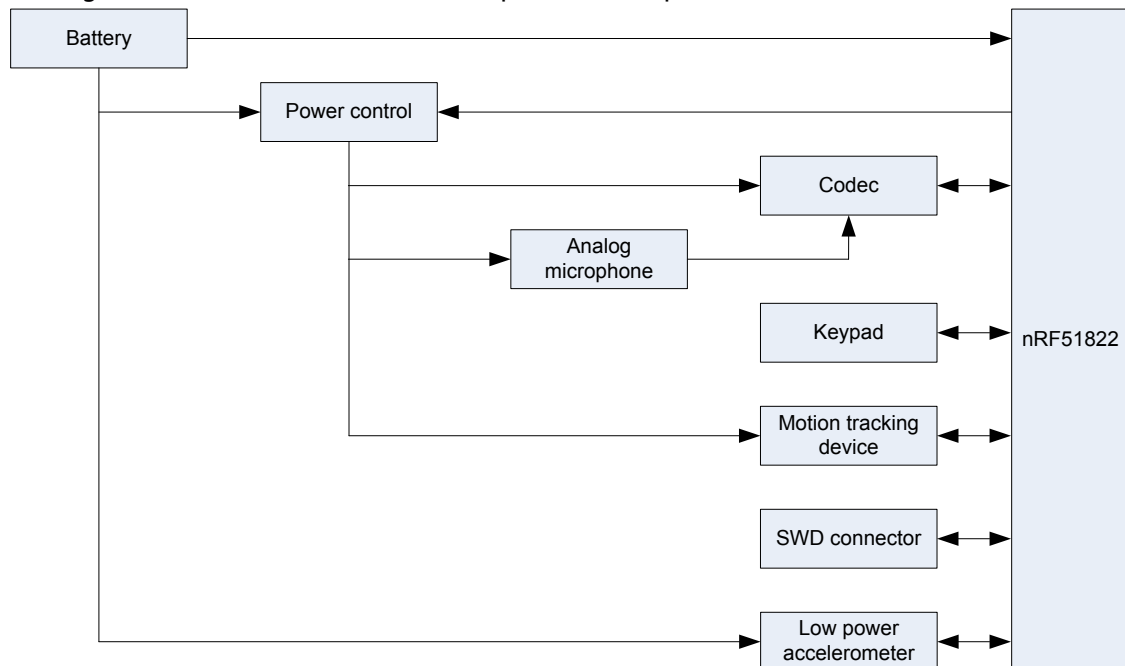 Battery
Power control
Codec
Analog
microphone
Keypad
nRF51822
Motion tracking
device
SWD connector
Low power
accelerometer